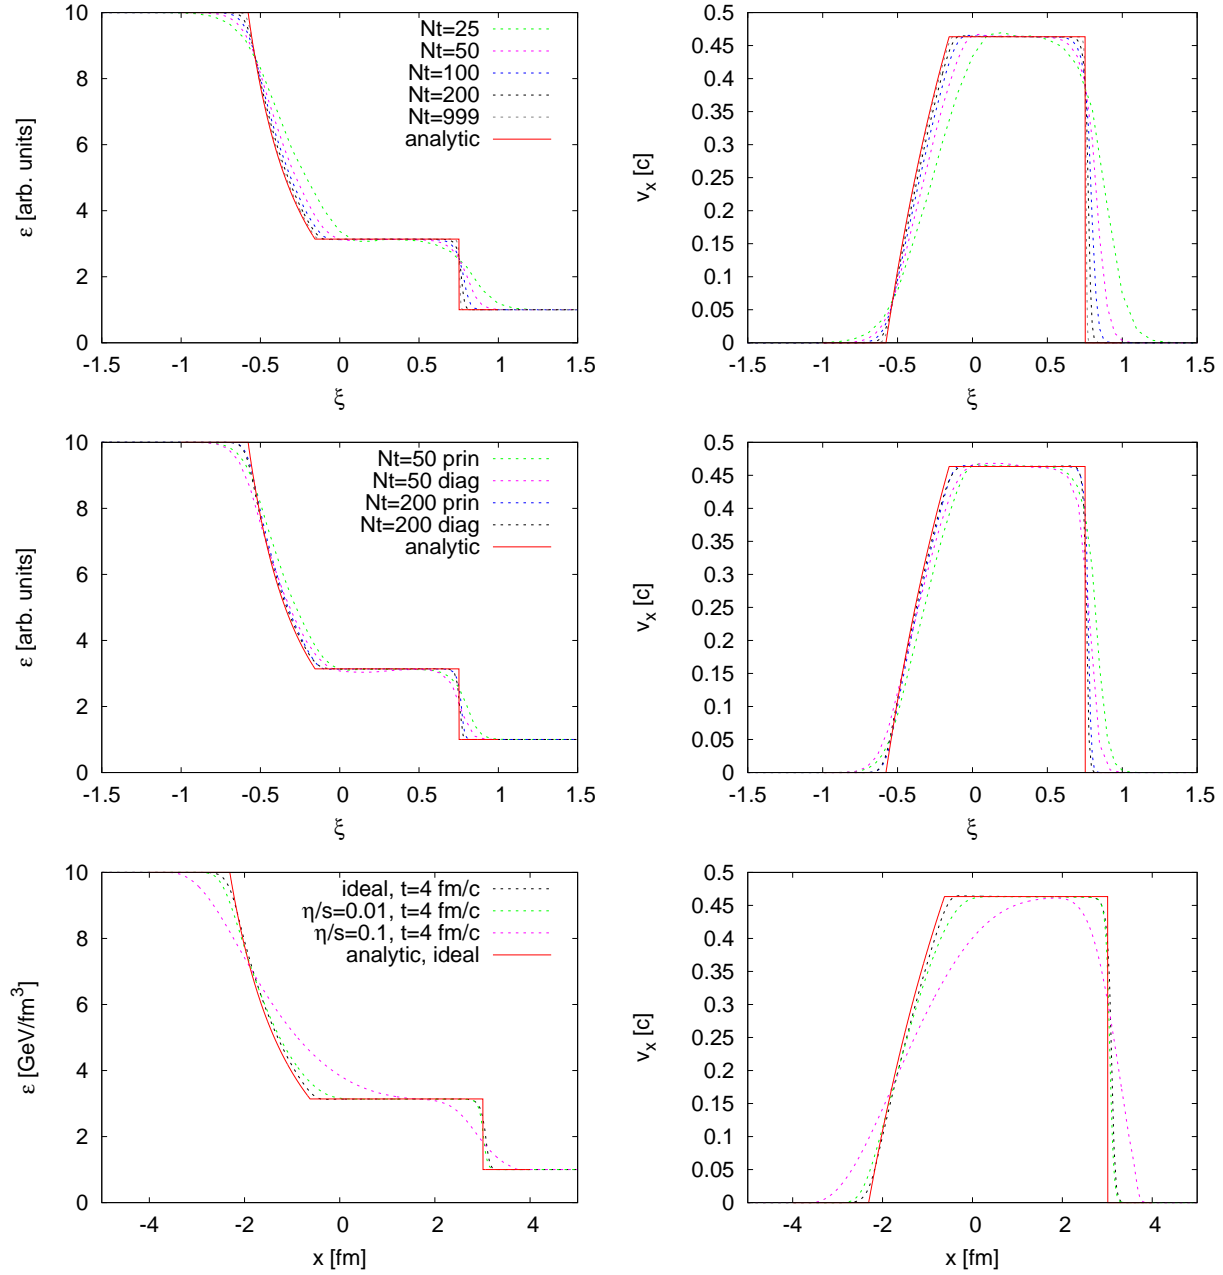 10
8
6
4
2
0
ε [arb. units]
Nt=25
Nt=50
Nt=100
Nt=200
Nt=999
analytic
-1.5 -1 -0.5 0 0.5 1 1.5
ξ
0.5
0.45
0.4
0.35
0.3
0.25
0.2
0.15
0.1
0.05
0
v_x [c]
-1.5 -1 -0.5 0 0.5 1 1.5
ξ
10
8
6
4
2
0
ε [arb. units]
Nt=50 prin
Nt=50 diag
Nt=200 prin
Nt=200 diag
analytic
-1.5 -1 -0.5 0 0.5 1 1.5
ξ
0.5
0.45
0.4
0.35
0.3
0.25
0.2
0.15
0.1
0.05
0
v_x [c]
-1.5 -1 -0.5 0 0.5 1 1.5
ξ
10
8
6
4
2
0
ε [GeV/fm³]
ideal, t=4 fm/c
η/s=0.01, t=4 fm/c
η/s=0.1, t=4 fm/c
analytic, ideal
-4 -2 0 2 4
x [fm]
0.5
0.45
0.4
0.35
0.3
0.25
0.2
0.15
0.1
0.05
0
v_x [c]
-4 -2 0 2 4
x [fm]